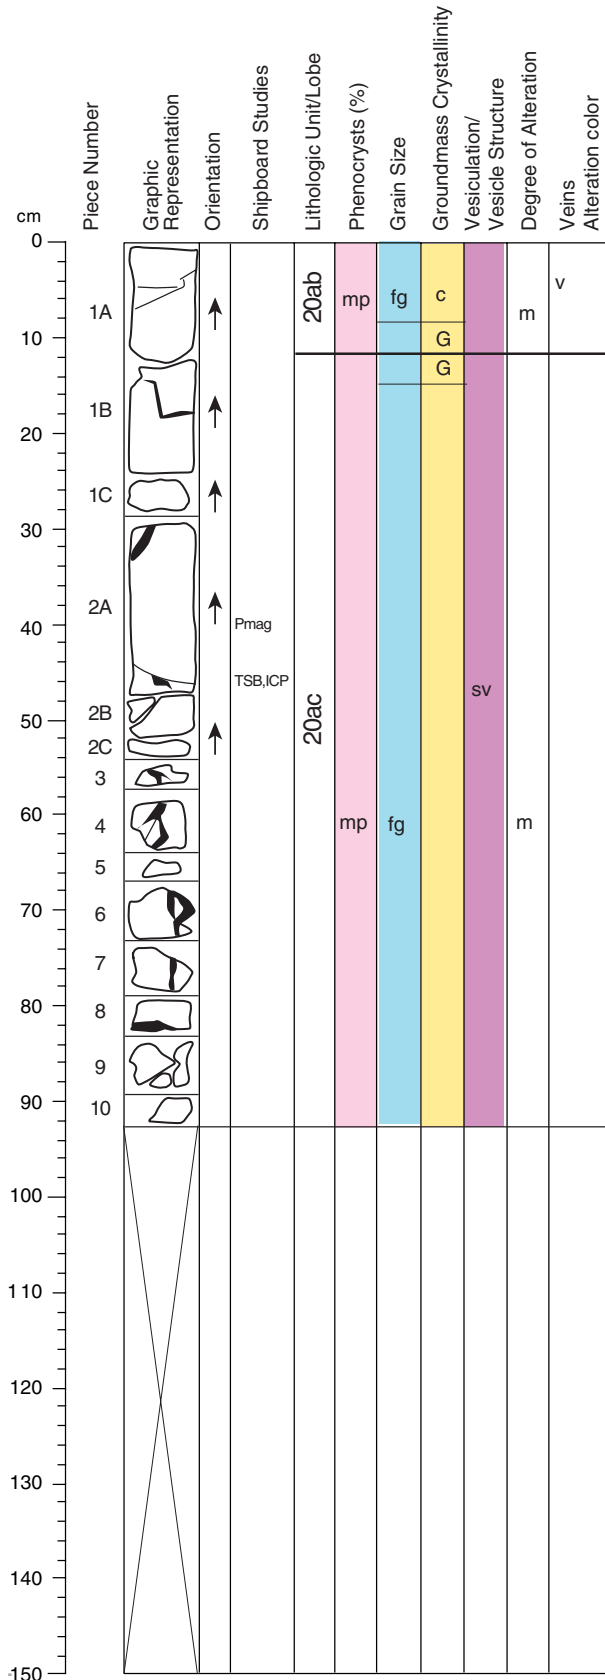 cm
Piece Number
Graphic
Representation
Orientation
Shipboard Studies
Lithologic Unit/Lobe
Phenocrysts (%)
Grain Size
Groundmass Crystallinity
Vesiculation/
Vesicle Structure
Degree of Alteration
Veins
Alteration color
0
10
20
30
40
50
60
70
80
90
100
110
120
130
140
150
1A
1B
1C
2A
2B
2C
3
4
5
6
7
8
9
10
Pmag
TSB,ICP
20ab
20ac
mp
mp
fg
fg
c
G
G
sv
m
m
v